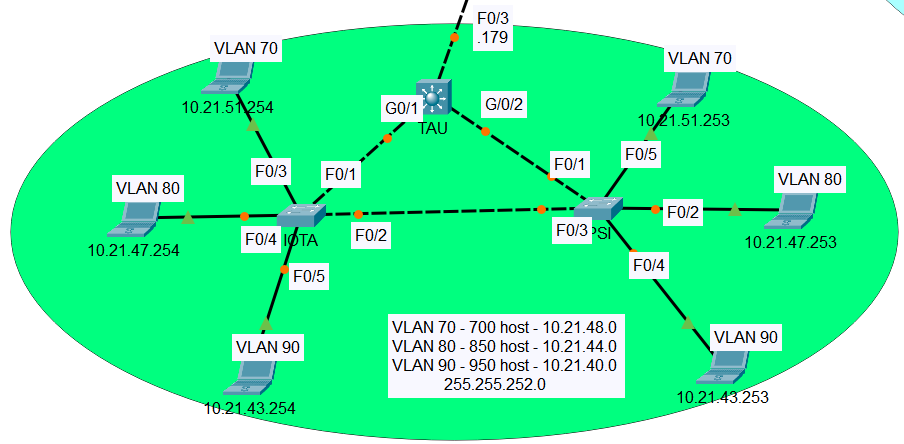 F0/3
.179
VLAN 70
VLAN 70
10.21.51.254
G0/1
G/0/2
TAU
10.21.51.253
F0/3
F0/1
F0/1
F0/5
VLAN 80
VLAN 80
F0/2
F0/4
IOTA
F0/2
F0/3
PSI
10.21.47.254
10.21.47.253
F0/5
F0/4
VLAN 70 - 700 host - 10.21.48.0
VLAN 80 - 850 host - 10.21.44.0
VLAN 90 - 950 host - 10.21.40.0
255.255.252.0
VLAN 90
VLAN 90
10.21.43.254
10.21.43.253